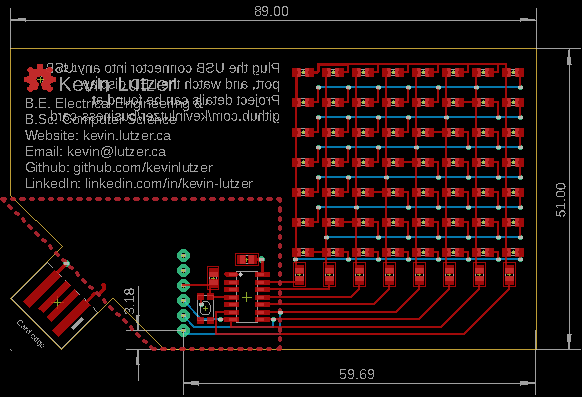 89.00
Plug the USB connector into any USB
Kevin Lutzer
port, and watch the display.
B.E. Electrical Engineering &
Project details can be found at
B.Sc. Computer Science
github.com/kevinlutzer/business-card
Website: kevin.lutzer.ca
Email: kevin@lutzer.ca
Github: github.com/kevinlutzer
LinkedIn: linkedin.com/in/kevin-lutzer
51.00
3.18
Card edge
59.69